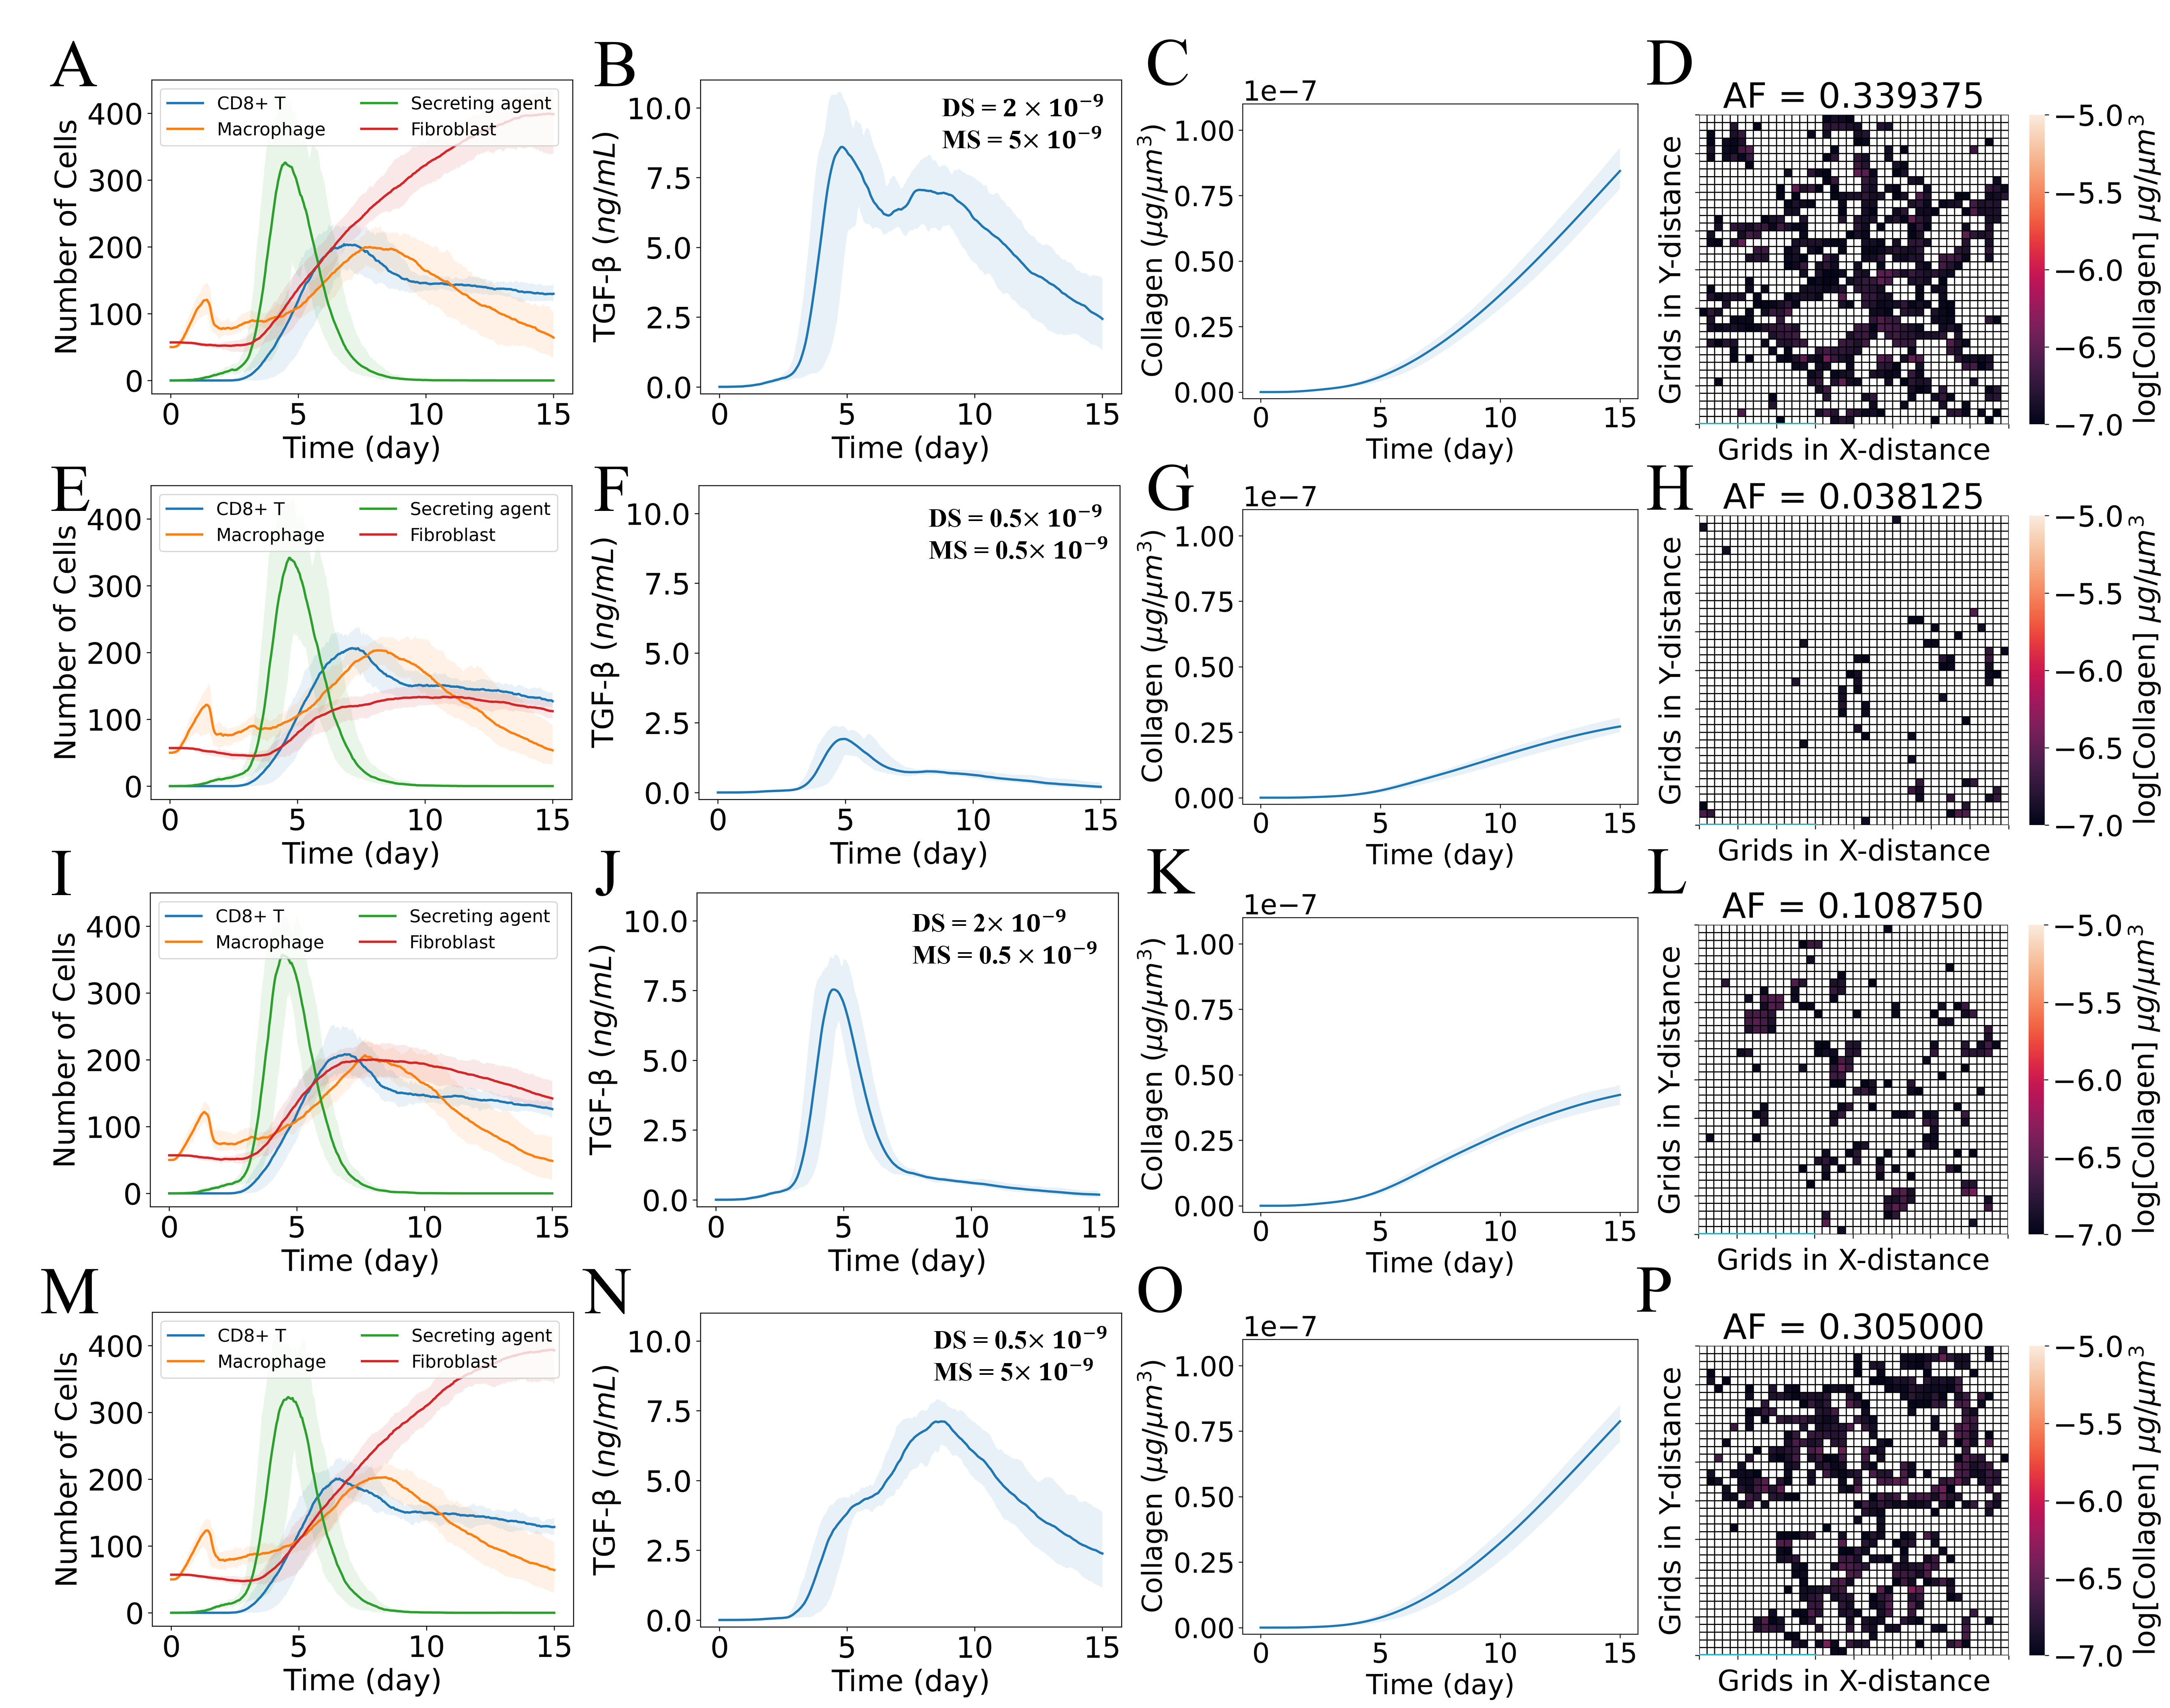 A
Number of Cells
400
300
200
100
0
CD8+ T
Macrophage
Secreting agent
Fibroblast
0 5 10 15
Time (day)
B
TGF-β (ng/mL)
10.0
7.5
5.0
2.5
0.0
DS = 2 × 10⁻⁹
MS = 5× 10⁻⁹
0 5 10 15
Time (day)
C
1e−7
Collagen (μg/μm³)
1.00
0.75
0.50
0.25
0.00
0 5 10 15
Time (day)
D
AF = 0.339375
Grids in Y-distance
Grids in X-distance
−5.0
−5.5
−6.0
−6.5
−7.0
log[Collagen] μg/μm³
E
Number of Cells
400
300
200
100
0
CD8+ T
Macrophage
Secreting agent
Fibroblast
0 5 10 15
Time (day)
F
TGF-β (ng/mL)
10.0
7.5
5.0
2.5
0.0
DS = 0.5× 10⁻⁹
MS = 0.5× 10⁻⁹
0 5 10 15
Time (day)
G
1e−7
Collagen (μg/μm³)
1.00
0.75
0.50
0.25
0.00
0 5 10 15
Time (day)
H
AF = 0.038125
Grids in Y-distance
Grids in X-distance
−5.0
−5.5
−6.0
−6.5
−7.0
log[Collagen] μg/μm³
I
Number of Cells
400
300
200
100
0
CD8+ T
Macrophage
Secreting agent
Fibroblast
0 5 10 15
Time (day)
J
TGF-β (ng/mL)
10.0
7.5
5.0
2.5
0.0
DS = 2× 10⁻⁹
MS = 0.5 × 10⁻⁹
0 5 10 15
Time (day)
K
1e−7
Collagen (μg/μm³)
1.00
0.75
0.50
0.25
0.00
0 5 10 15
Time (day)
L
AF = 0.108750
Grids in Y-distance
Grids in X-distance
−5.0
−5.5
−6.0
−6.5
−7.0
log[Collagen] μg/μm³
M
Number of Cells
400
300
200
100
0
CD8+ T
Macrophage
Secreting agent
Fibroblast
0 5 10 15
Time (day)
N
TGF-β (ng/mL)
10.0
7.5
5.0
2.5
0.0
DS = 0.5× 10⁻⁹
MS = 5× 10⁻⁹
0 5 10 15
Time (day)
O
1e−7
Collagen (μg/μm³)
1.00
0.75
0.50
0.25
0.00
0 5 10 15
Time (day)
P
AF = 0.305000
Grids in Y-distance
Grids in X-distance
−5.0
−5.5
−6.0
−6.5
−7.0
log[Collagen] μg/μm³